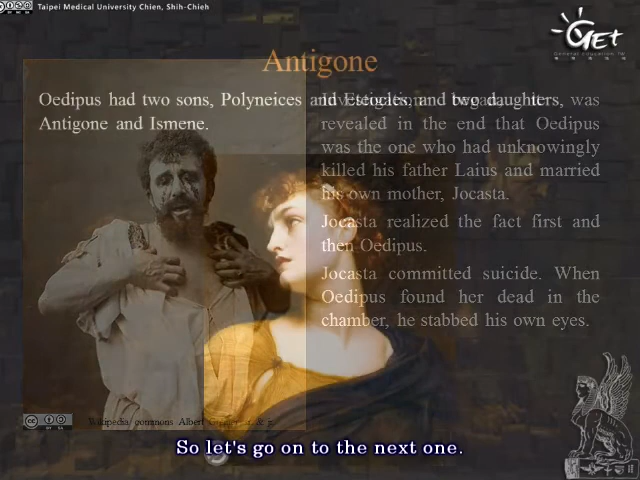 Taipei Medical University Chien, Shih-Chieh
GET
Antigone
Oedipus had two sons, Polyneices and Eteocles, and two daughters,
Antigone and Ismene.
was
revealed in the end that Oedipus
was the one who had unknowingly
killed his father Laius and married
his own mother, Jocasta.
Jocasta realized the fact first and
then Oedipus.
Jocasta committed suicide. When
Oedipus found her dead in the
chamber, he stabbed his own eyes.
Wikipedia commons Albert
So let's go on to the next one.